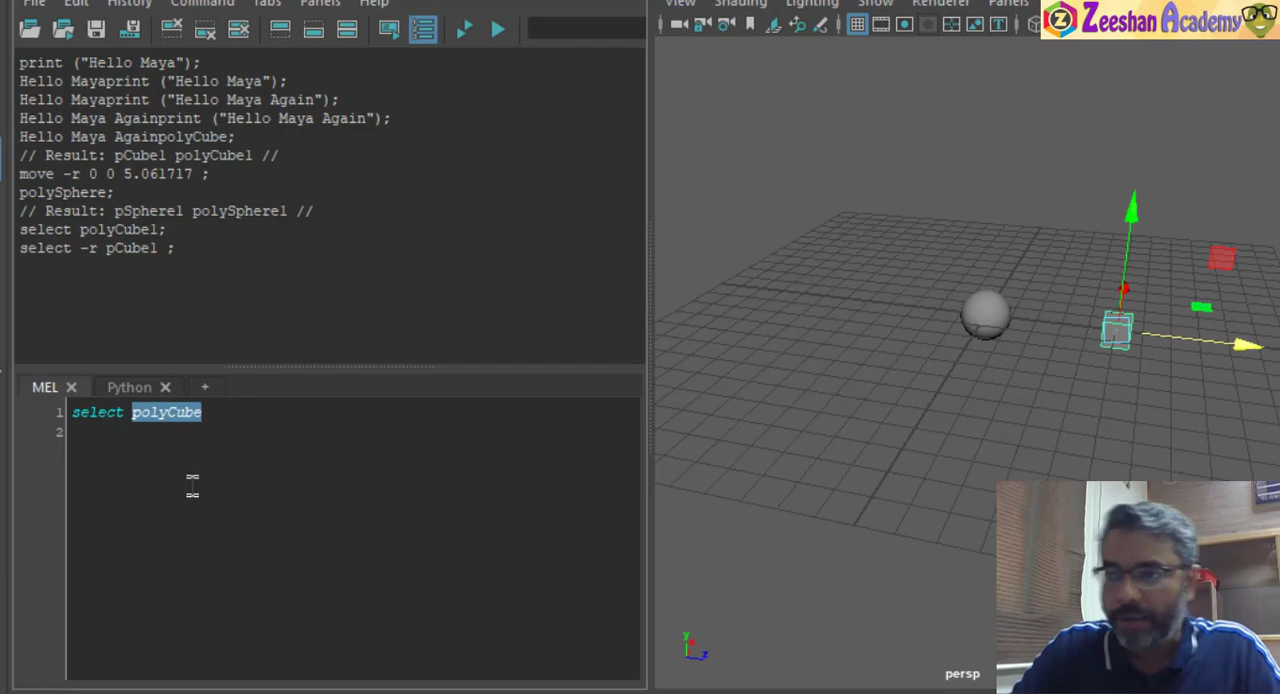 File Edit History Command Tabs Panels Help
View Shading Lighting Show Renderer Panels
Zeeshan Academy
print ("Hello Maya");
Hello Mayaprint ("Hello Maya");
Hello Mayaprint ("Hello Maya Again");
Hello Maya Againprint ("Hello Maya Again");
Hello Maya AgainpolyCube;
// Result: pCube1 polyCube1 //
move -r 0 0 5.061717 ;
polySphere;
// Result: pSphere1 polySphere1 //
select polyCube;
select -r pCube1 ;
MEL Python +
1 select polyCube
2
y
z
persp